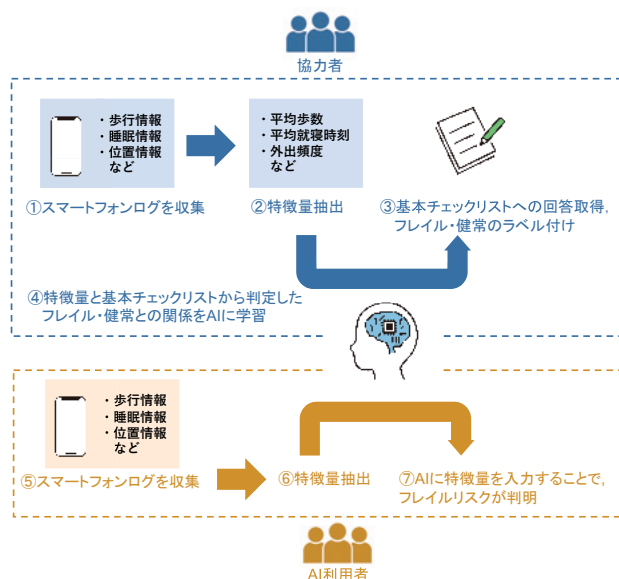 協力者
・歩行情報
・睡眠情報
・位置情報
など
①スマートフォンログを収集
・平均歩数
・平均就寝時刻
・外出頻度
など
②特徴量抽出
③基本チェックリストへの回答取得,
フレイル・健常のラベル付け
④特徴量と基本チェックリストから判定した
フレイル・健常との関係をAIに学習
・歩行情報
・睡眠情報
・位置情報
など
⑤スマートフォンログを収集
⑥特徴量抽出
⑦AIに特徴量を入力することで,
フレイルリスクが判明
AI利用者